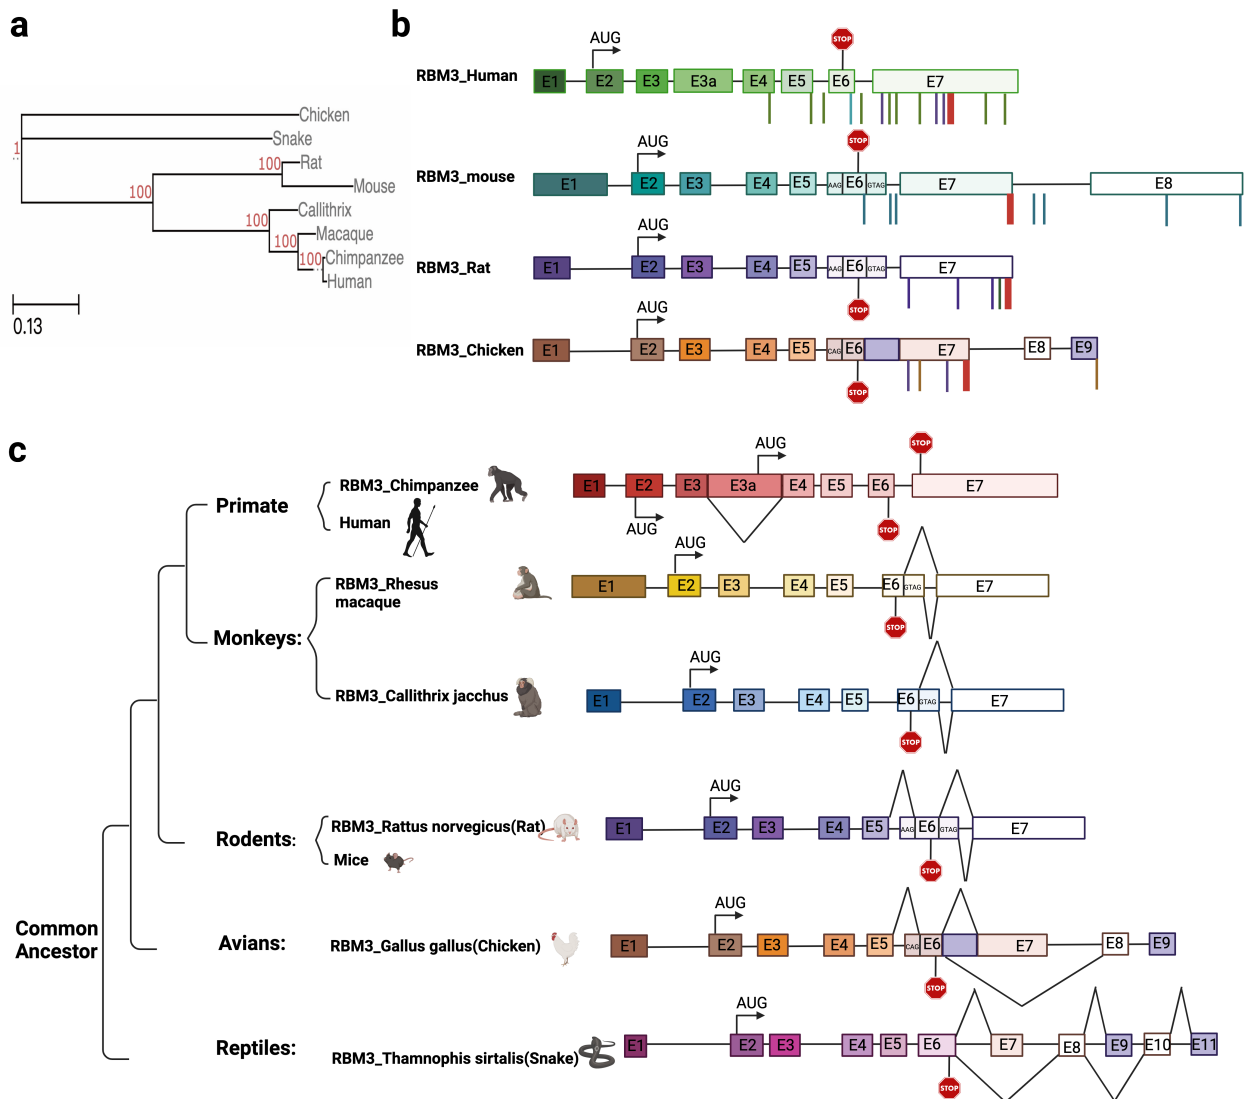 a
Chicken
Snake
1
100
Rat
100
Mouse
Callithrix
100
Macaque
100
100
Chimpanzee
Human
0.13
b
STOP
AUG
RBM3_Human
E1 E2 E3 E3a E4 E5 E6 E7
STOP
AUG
RBM3_mouse
E1 E2 E3 E4 E5 AAG E6 GTAG E7 E8
AUG
RBM3_Rat
E1 E2 E3 E4 E5 AAG E6 GTAG E7
STOP
AUG
RBM3_Chicken
E1 E2 E3 E4 E5 CAG E6 E7 E8 E9
STOP
c
STOP
AUG
Primate
RBM3_Chimpanzee
Human
E1 E2 E3 E3a E4 E5 E6 E7
AUG
STOP
AUG
Monkeys:
RBM3_Rhesus
macaque
E1 E2 E3 E4 E5 E6 GTAG E7
STOP
AUG
RBM3_Callithrix jacchus
E1 E2 E3 E4 E5 E6 GTAG E7
STOP
AUG
Rodents:
RBM3_Rattus norvegicus(Rat)
Mice
E1 E2 E3 E4 E5 AAG E6 GTAG E7
STOP
Common
Ancestor
AUG
Avians:
RBM3_Gallus gallus(Chicken)
E1 E2 E3 E4 E5 CAG E6 E7 E8 E9
STOP
AUG
Reptiles:
RBM3_Thamnophis sirtalis(Snake)
E1 E2 E3 E4 E5 E6 E7 E8 E9 E10 E11
STOP